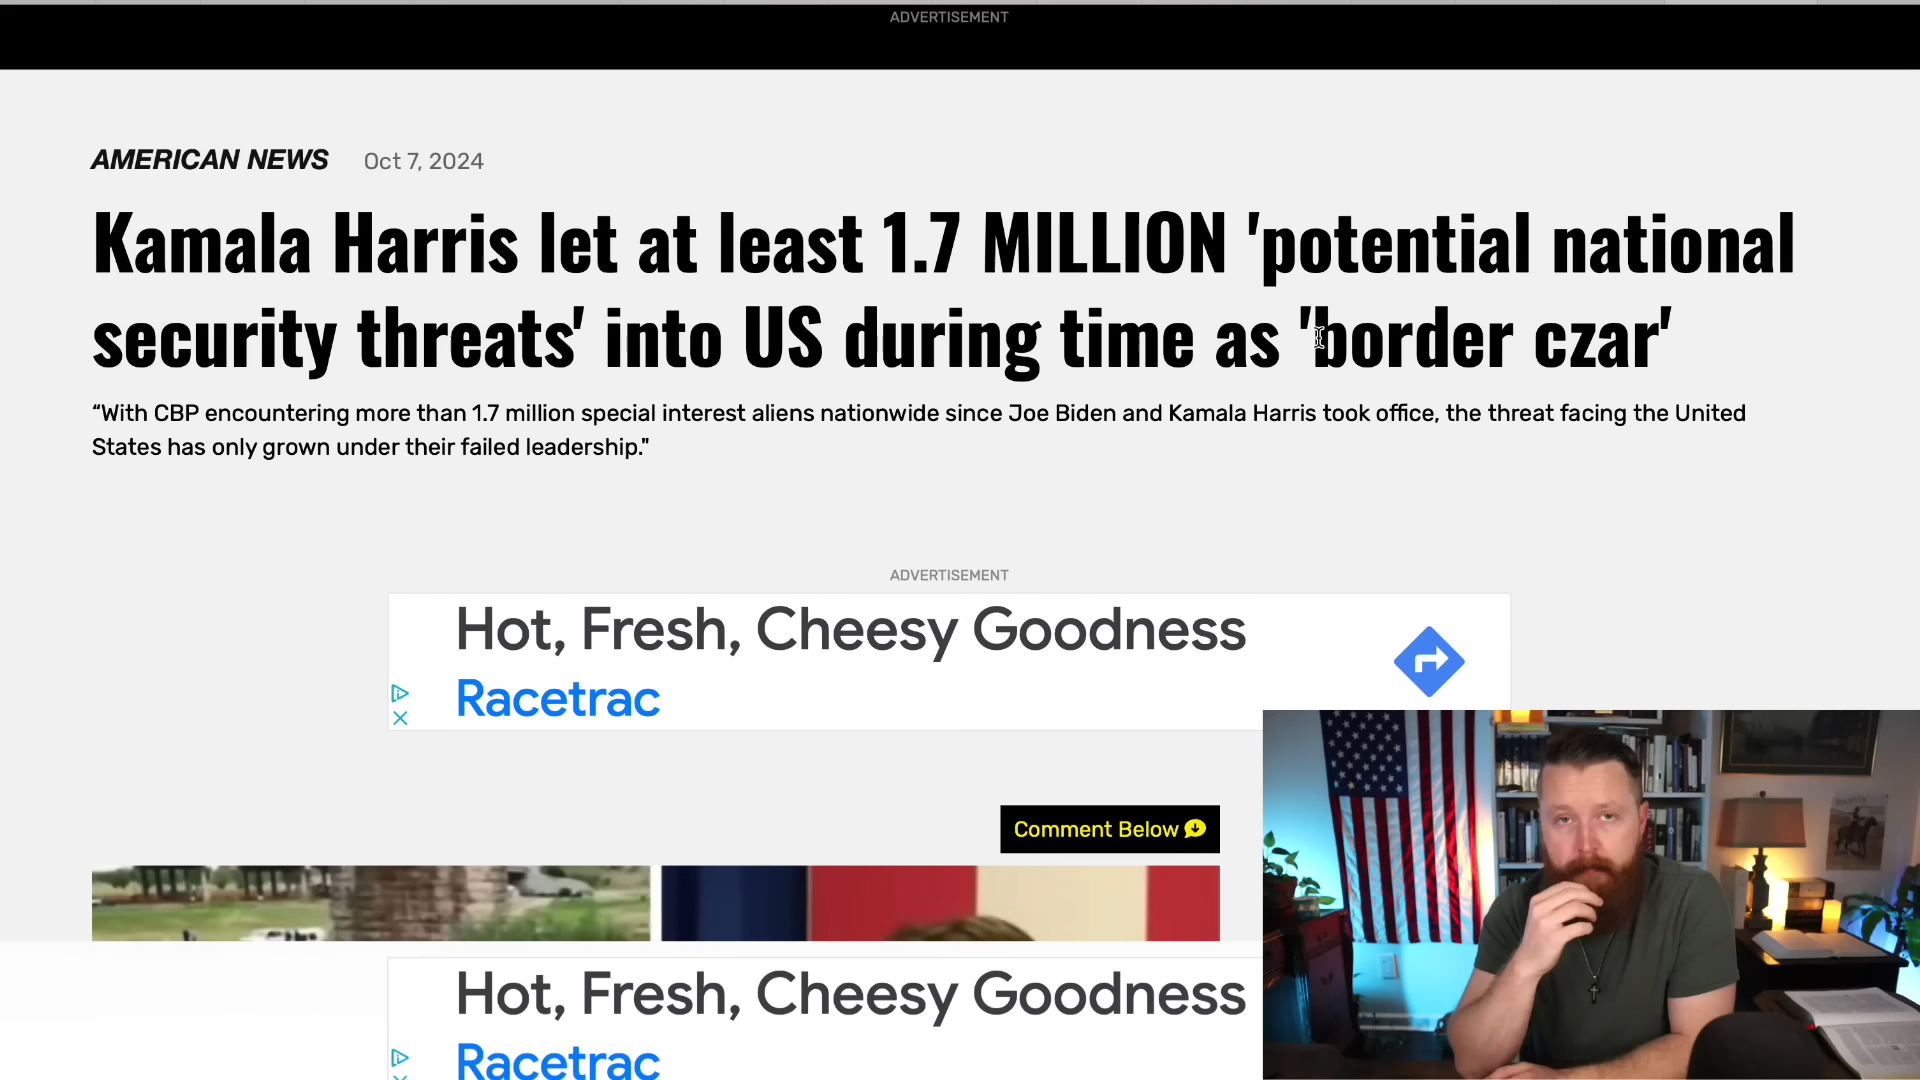 ADVERTISEMENT
AMERICAN NEWS Oct 7, 2024
Kamala Harris let at least 1.7 MILLION 'potential national
security threats' into US during time as 'border czar'
“With CBP encountering more than 1.7 million special interest aliens nationwide since Joe Biden and Kamala Harris took office, the threat facing the United
States has only grown under their failed leadership."
ADVERTISEMENT
Hot, Fresh, Cheesy Goodness
Racetrac
Comment Below
Hot, Fresh, Cheesy Goodness
Racetrac